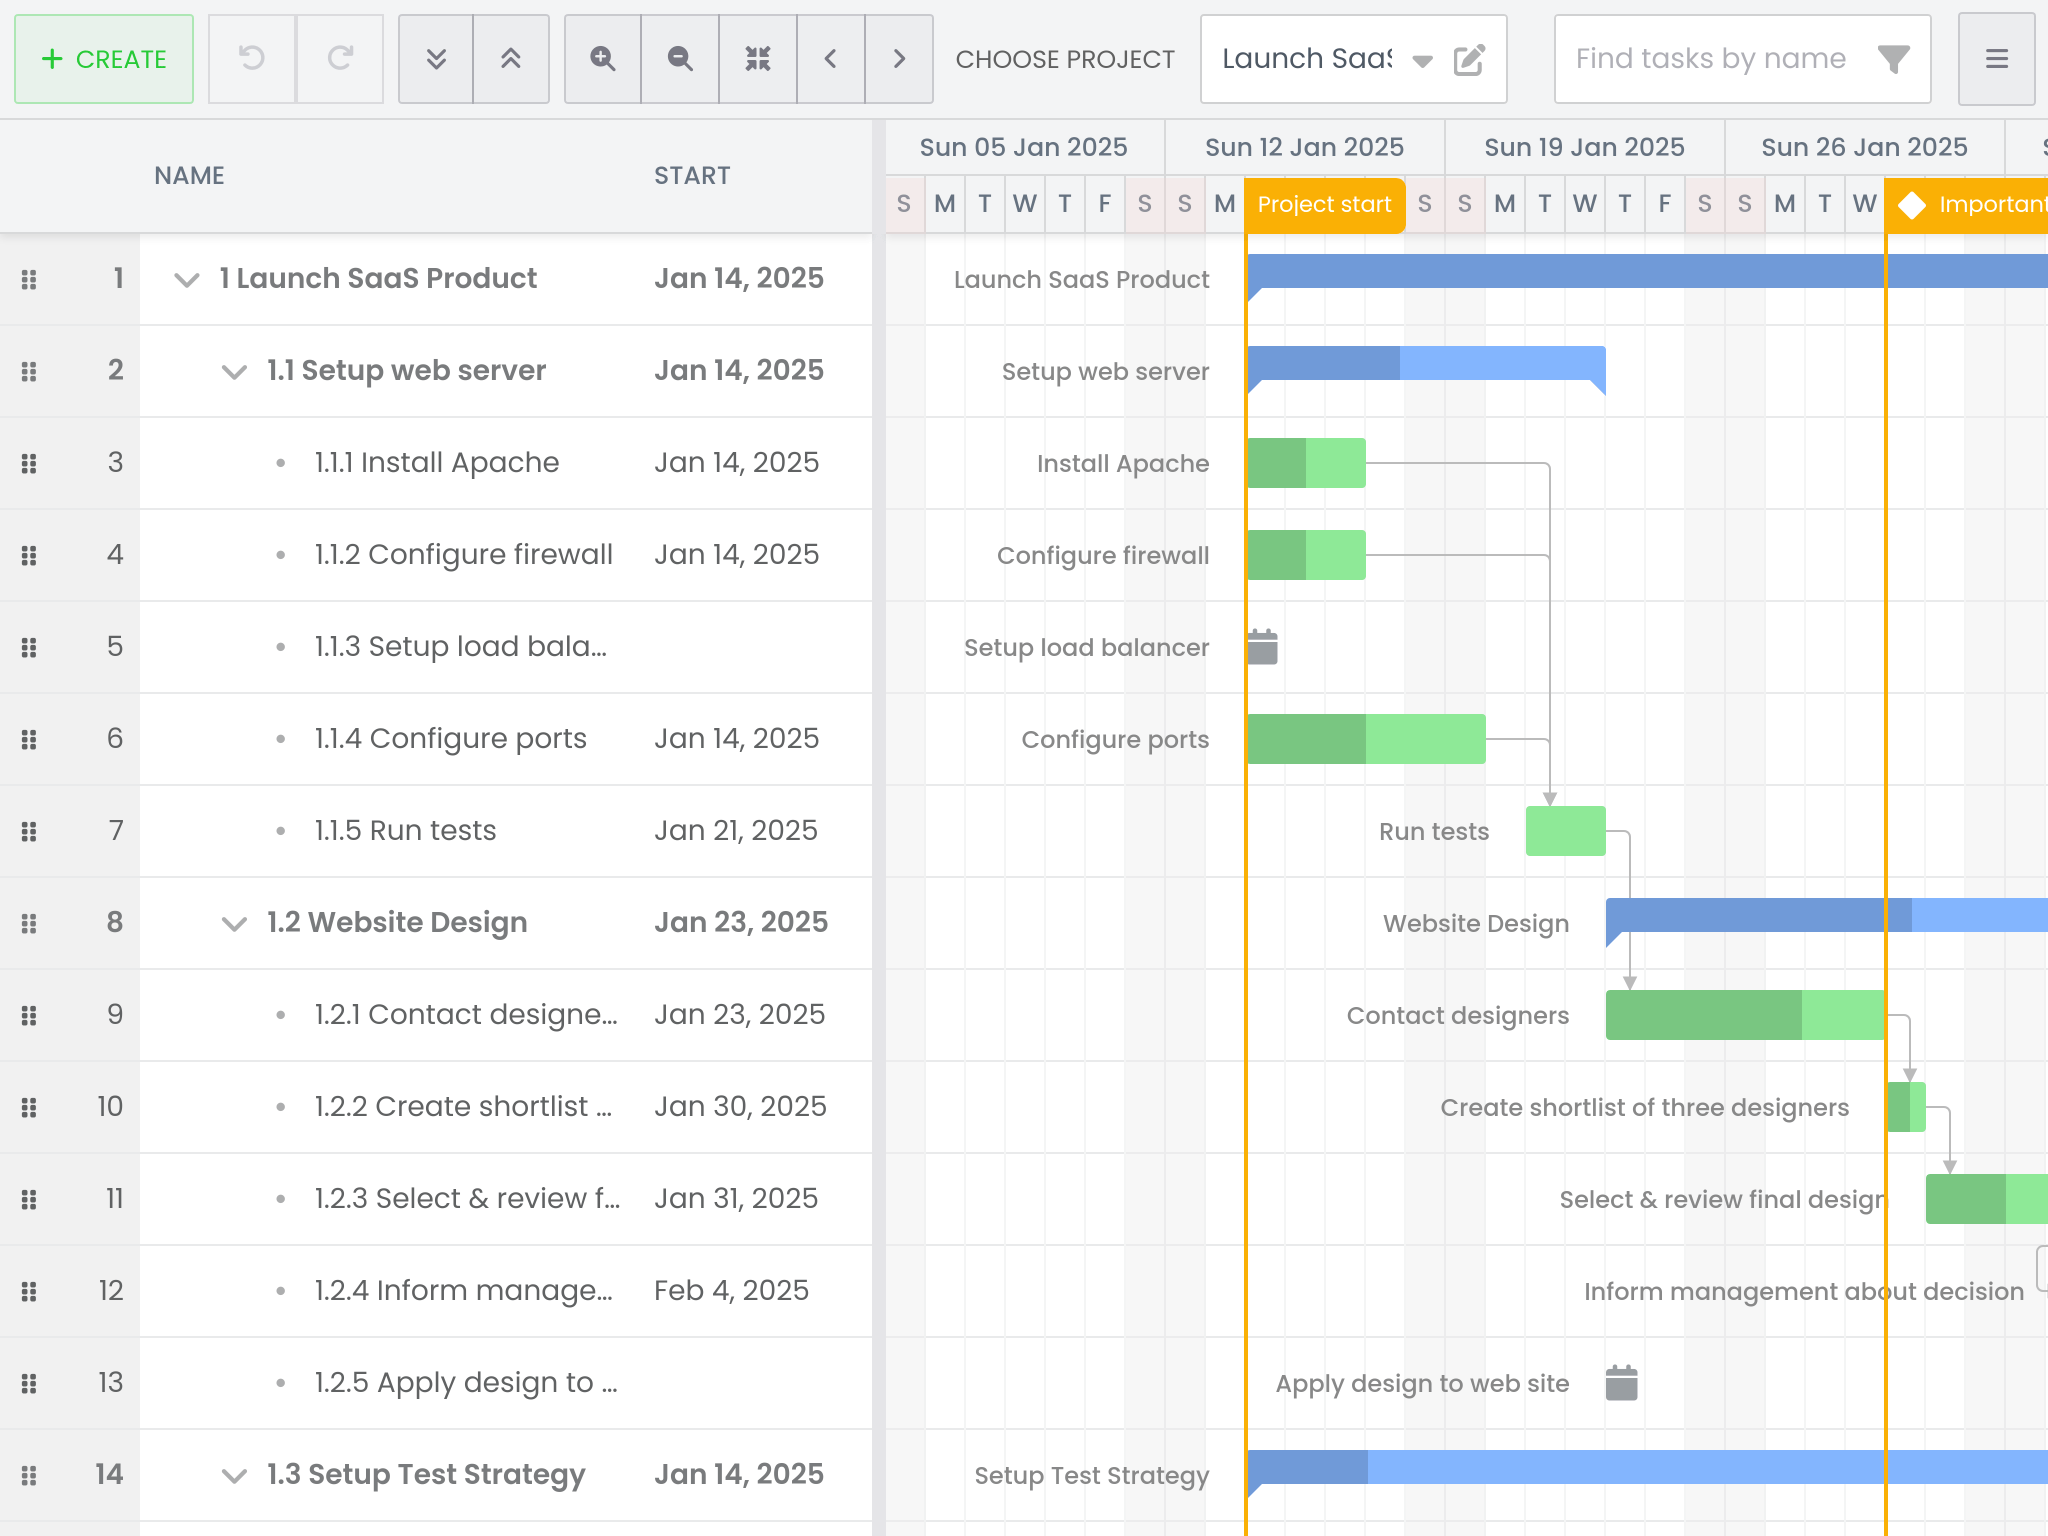 CREATE
CHOOSE PROJECT
Launch SaaS
Find tasks by name
NAME START
Sun 05 Jan 2025 Sun 12 Jan 2025 Sun 19 Jan 2025 Sun 26 Jan 2025
S M T W T F S S M Project start S S M T W T F S S M T W Important
1 1 Launch SaaS Product Jan 14, 2025 Launch SaaS Product
2 1.1 Setup web server Jan 14, 2025 Setup web server
3 1.1.1 Install Apache Jan 14, 2025 Install Apache
4 1.1.2 Configure firewall Jan 14, 2025 Configure firewall
5 1.1.3 Setup load bala... Setup load balancer
6 1.1.4 Configure ports Jan 14, 2025 Configure ports
7 1.1.5 Run tests Jan 21, 2025 Run tests
8 1.2 Website Design Jan 23, 2025 Website Design
9 1.2.1 Contact designe... Jan 23, 2025 Contact designers
10 1.2.2 Create shortlist ... Jan 30, 2025 Create shortlist of three designers
11 1.2.3 Select & review f... Jan 31, 2025 Select & review final design
12 1.2.4 Inform manage... Feb 4, 2025 Inform management about decision
13 1.2.5 Apply design to ... Apply design to web site
14 1.3 Setup Test Strategy Jan 14, 2025 Setup Test Strategy